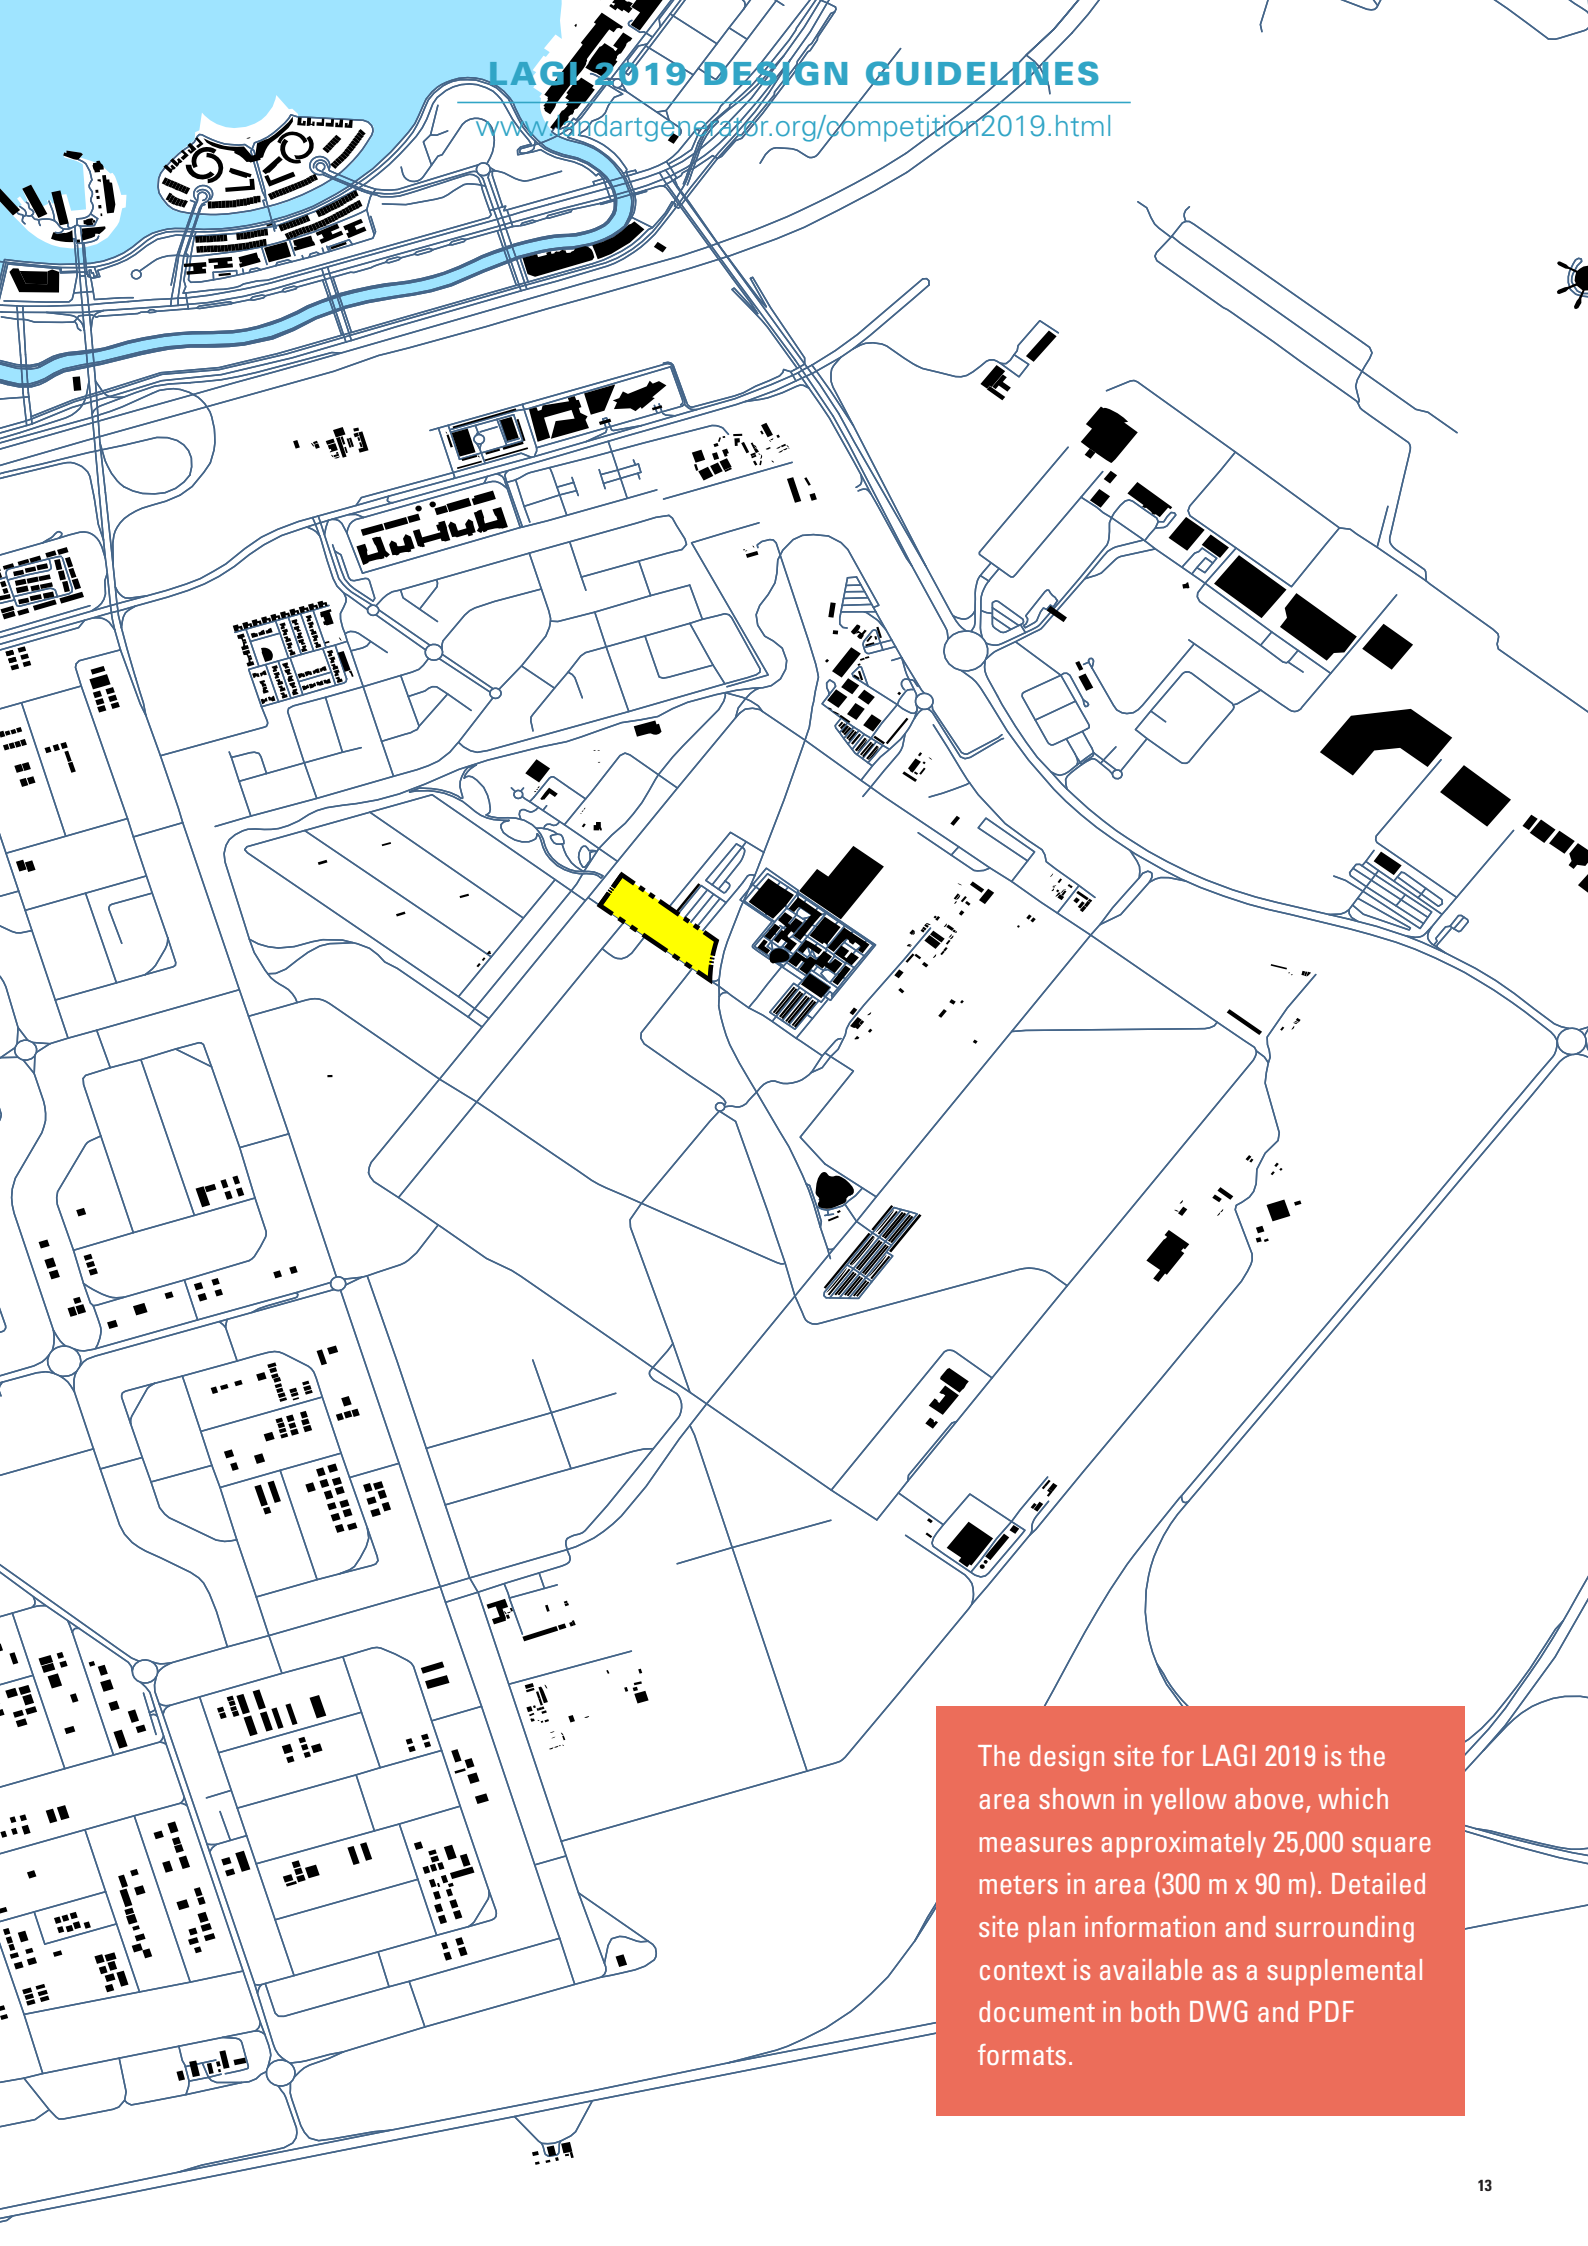 LAGI 2019 DESIGN GUIDELINES
www.landartgenerator.org/competition2019.html
The design site for LAGI 2019 is the
area shown in yellow above, which
measures approximately 25,000 square
meters in area (300 m x 90 m). Detailed
site plan information and surrounding
context is available as a supplemental
document in both DWG and PDF
formats.
13